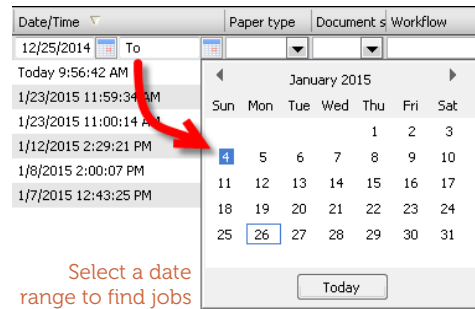 Date/Time Paper type Document s Workflow
12/25/2014 To
Today 9:56:42 AM
1/23/2015 11:59:34 AM
1/23/2015 11:00:14 AM
1/12/2015 2:29:21 PM
1/8/2015 2:00:07 PM
1/7/2015 12:43:25 PM
January 2015
Sun Mon Tue Wed Thu Fri Sat
1 2 3
4 5 6 7 8 9 10
11 12 13 14 15 16 17
18 19 20 21 22 23 24
25 26 27 28 29 30 31
Today
Select a date
range to find jobs